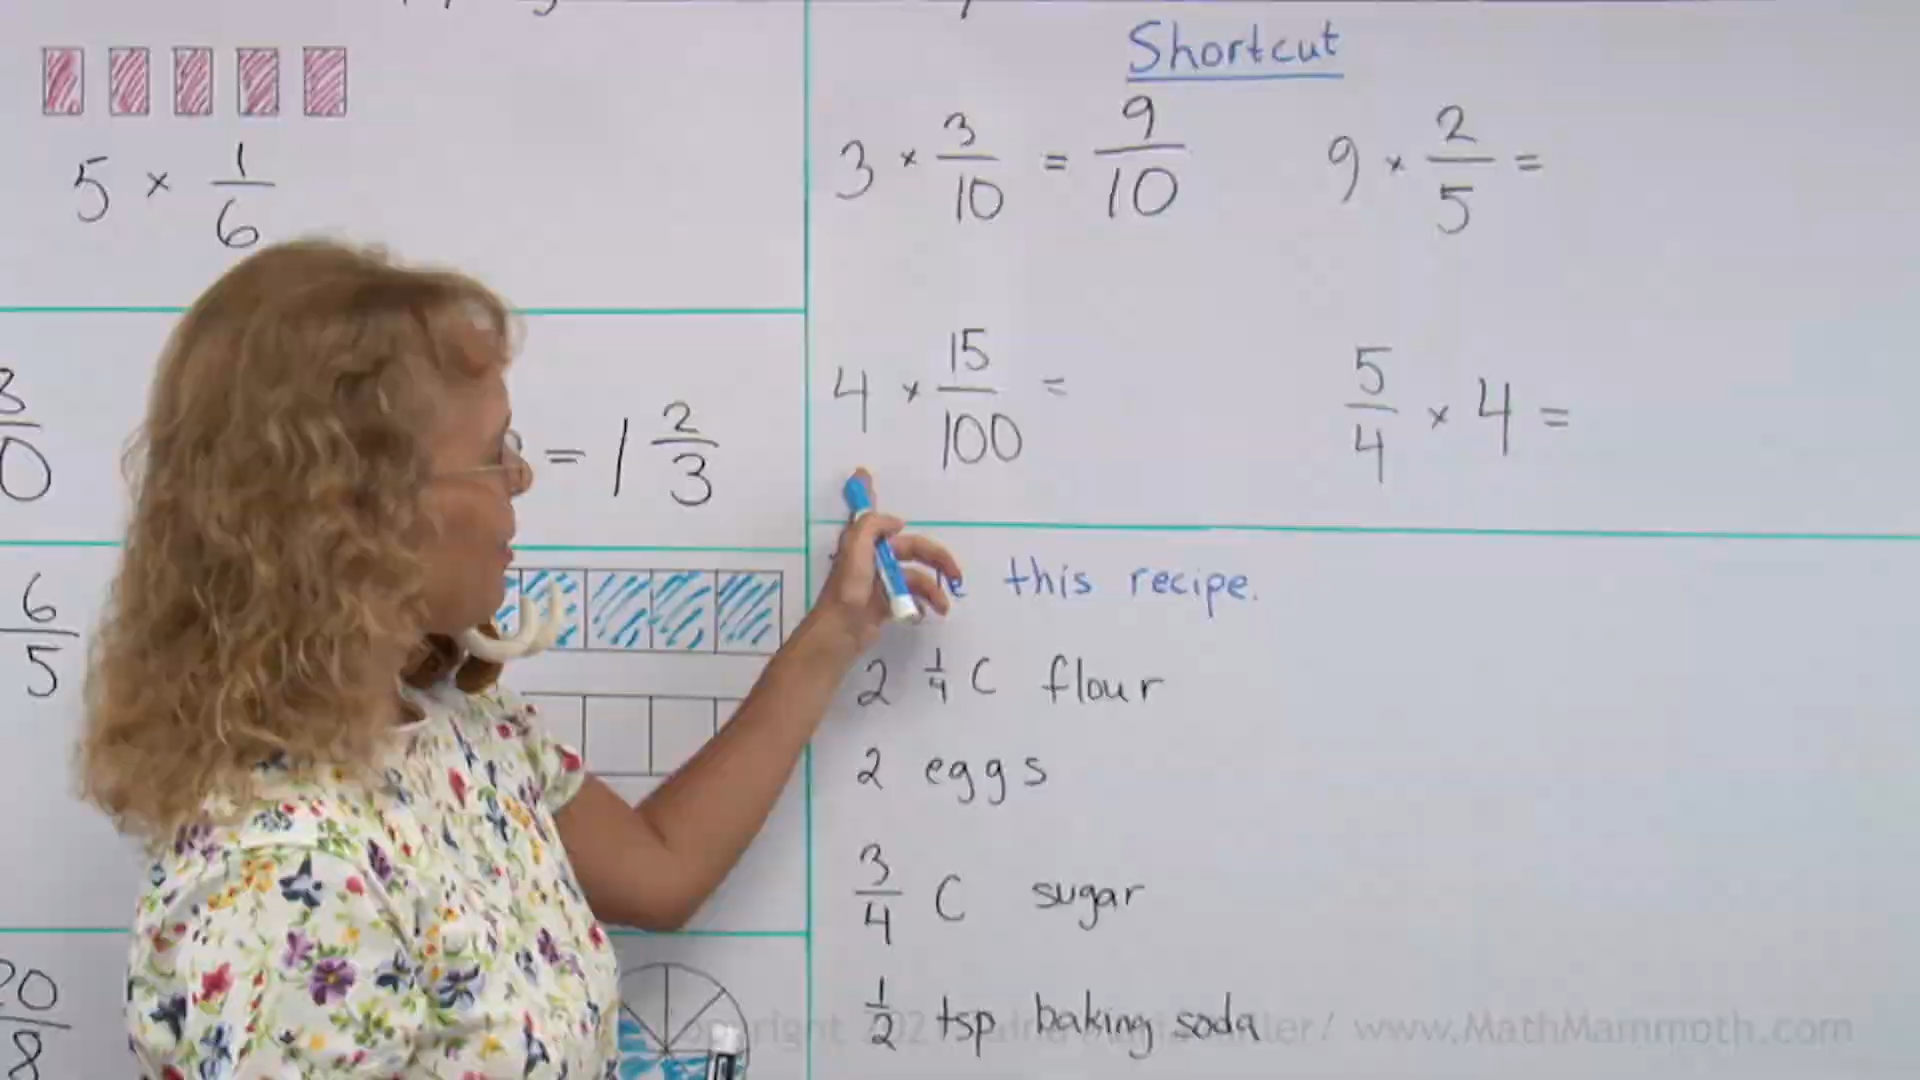 Shortcut
5 × 1/6
3 × 3/10 = 9/10
9 × 2/5 =
4 × 15/100 =
5/4 × 4 =
= 1 2/3
6/5
this recipe.
2 1/4 C flour
2 eggs
3/4 C sugar
1/2 tsp baking soda
www.MathMammoth.com